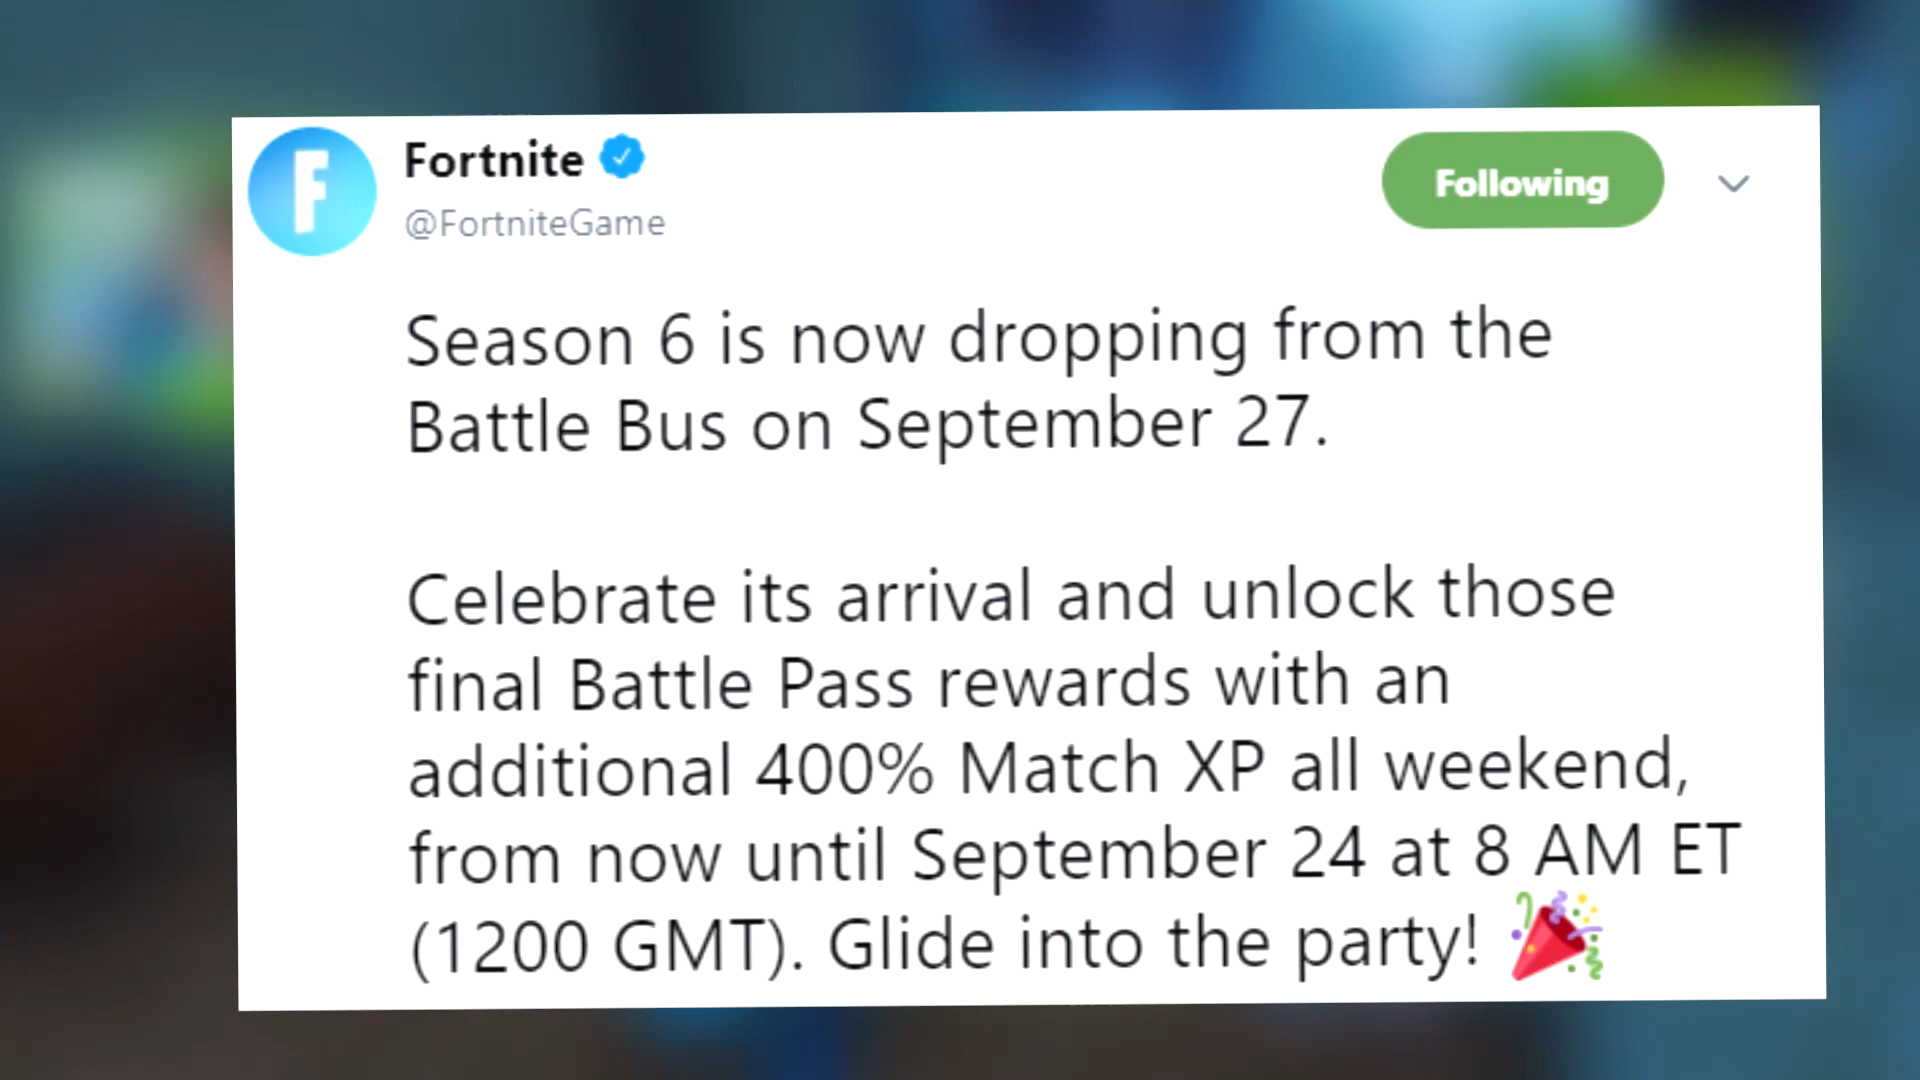 F
Fortnite
@FortniteGame
Following
Season 6 is now dropping from the
Battle Bus on September 27.
Celebrate its arrival and unlock those
final Battle Pass rewards with an
additional 400% Match XP all weekend,
from now until September 24 at 8 AM ET
(1200 GMT). Glide into the party! 🎉